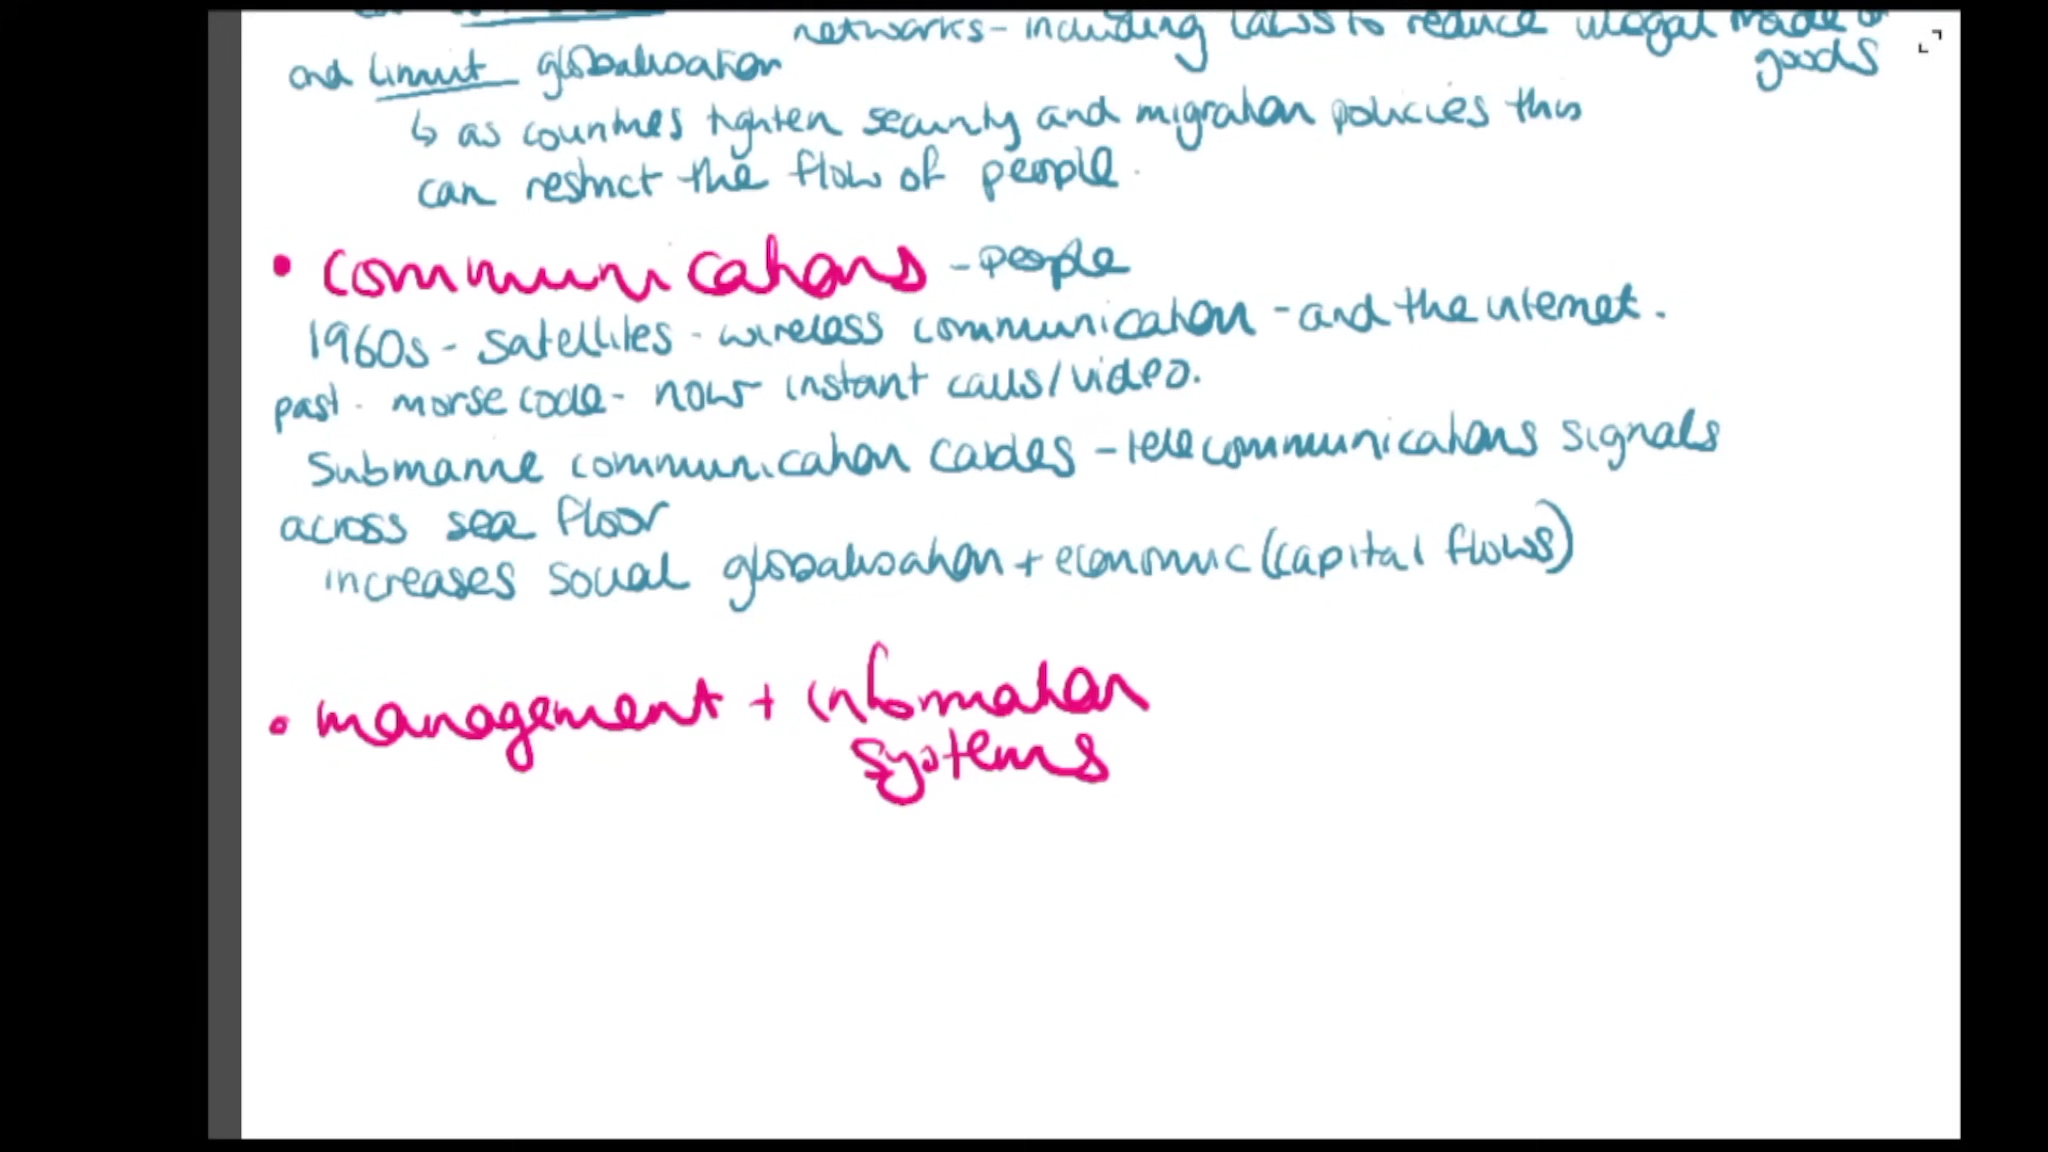 networks - including laws to reduce illegal trade of
and limit globalisation
goods
↳ as countries tighten security and migration policies this
can restrict the flow of people.
• communications - people
1960s - satellites - wireless communication - and the internet.
past - morse code - now instant calls/video.
submarine communication cables - telecommunications signals
across sea floor
increases social globalisation + economic (capital flows)
• management + information
systems